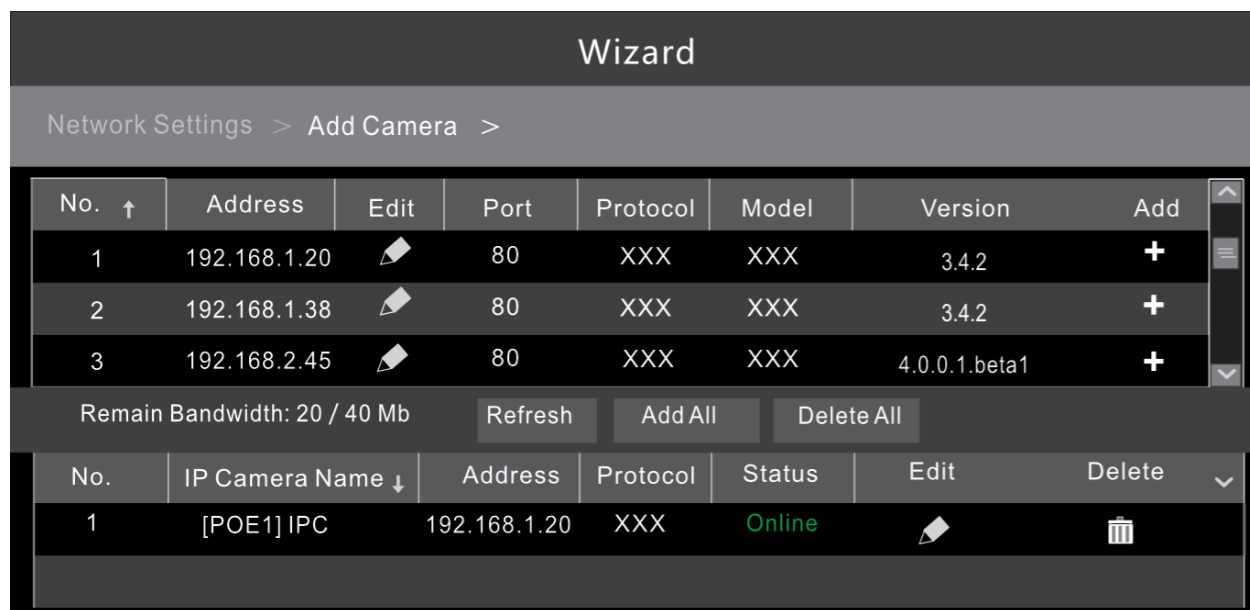 Wizard
Network Settings > Add Camera >
No. ↑ Address Edit Port Protocol Model Version Add
1 192.168.1.20 80 XXX XXX 3.4.2 +
2 192.168.1.38 80 XXX XXX 3.4.2 +
3 192.168.2.45 80 XXX XXX 4.0.0.1.beta1 +
Remain Bandwidth: 20 / 40 Mb Refresh Add All Delete All
No. IP Camera Name ↓ Address Protocol Status Edit Delete
1 [POE1] IPC 192.168.1.20 XXX Online